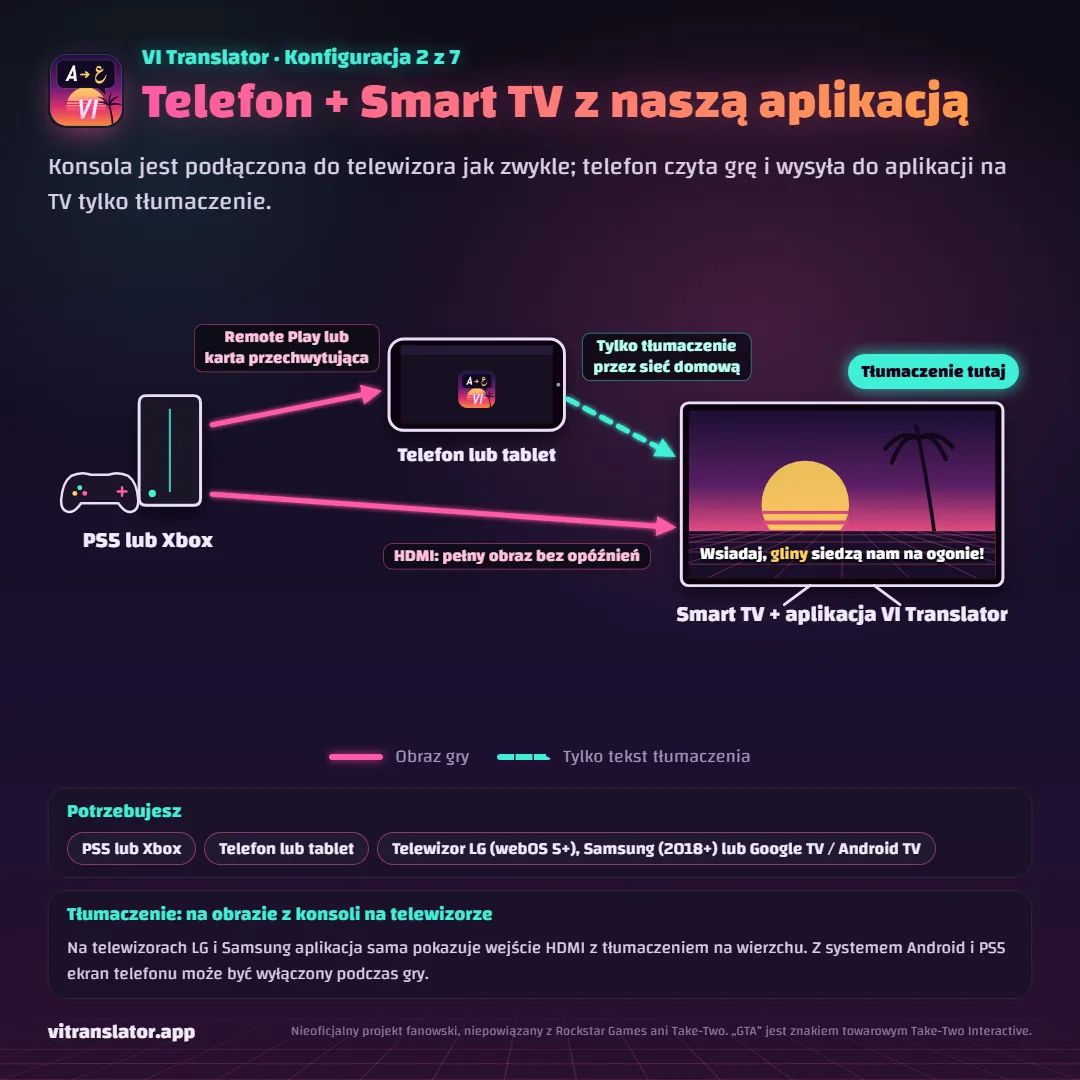 VI Translator · Konfiguracja 2 z 7
Telefon + Smart TV z naszą aplikacją
Konsola jest podłączona do telewizora jak zwykle; telefon czyta grę i wysyła do aplikacji na
TV tylko tłumaczenie.
Remote Play lub
karta przechwytująca
Tylko tłumaczenie
przez sieć domową
Tłumaczenie tutaj
A→ع
VI
A→ع
VI
Telefon lub tablet
PS5 lub Xbox
HDMI: pełny obraz bez opóźnień
Wsiadaj, gliny siedzą nam na ogonie!
Smart TV + aplikacja VI Translator
Obraz gry
Tylko tekst tłumaczenia
Potrzebujesz
PS5 lub Xbox
Telefon lub tablet
Telewizor LG (webOS 5+), Samsung (2018+) lub Google TV / Android TV
Tłumaczenie: na obrazie z konsoli na telewizorze
Na telewizorach LG i Samsung aplikacja sama pokazuje wejście HDMI z tłumaczeniem na wierzchu. Z systemem Android i PS5
ekran telefonu może być wyłączony podczas gry.
vitranslator.app
Nieoficjalny projekt fanowski, niepowiązany z Rockstar Games ani Take-Two. „GTA” jest znakiem towarowym Take-Two Interactive.